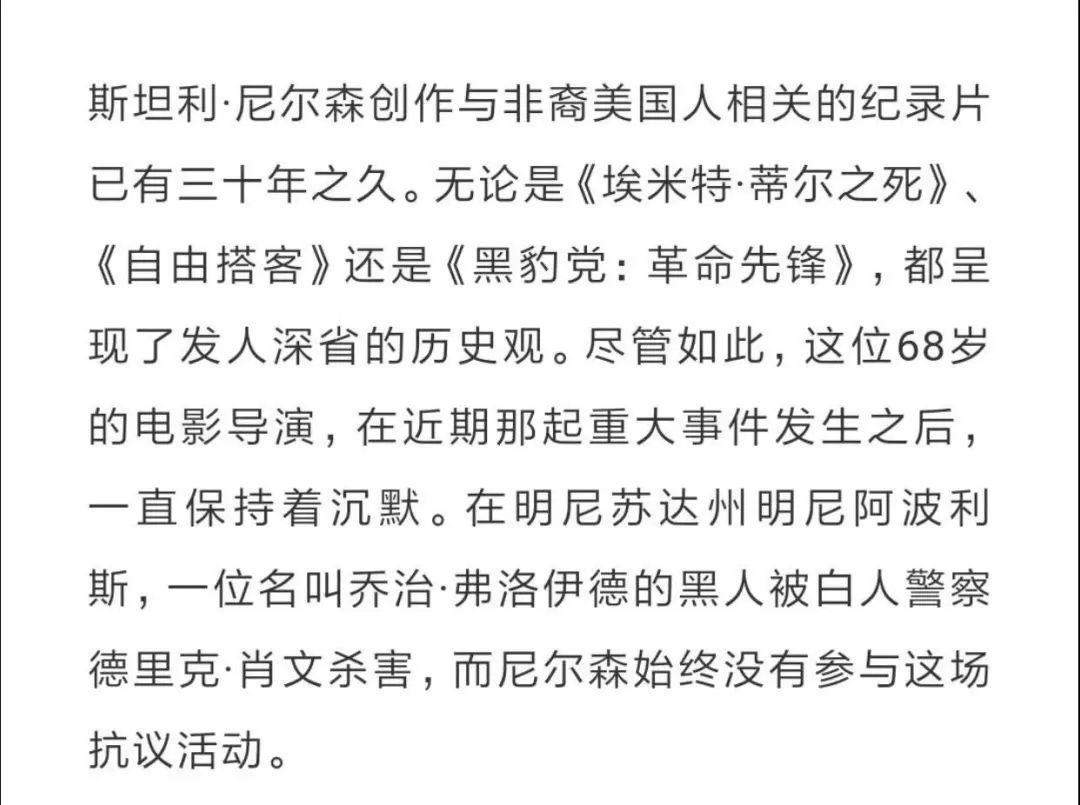 斯坦利·尼尔森创作与非裔美国人相关的纪录片
已有三十年之久。无论是《埃米特·蒂尔之死》、
《自由搭客》还是《黑豹党：革命先锋》，都呈
现了发人深省的历史观。尽管如此，这位68岁
的电影导演，在近期那起重大事件发生之后，
一直保持着沉默。在明尼苏达州明尼阿波利
斯，一位名叫乔治·弗洛伊德的黑人被白人警察
德里克·肖文杀害，而尼尔森始终没有参与这场
抗议活动。